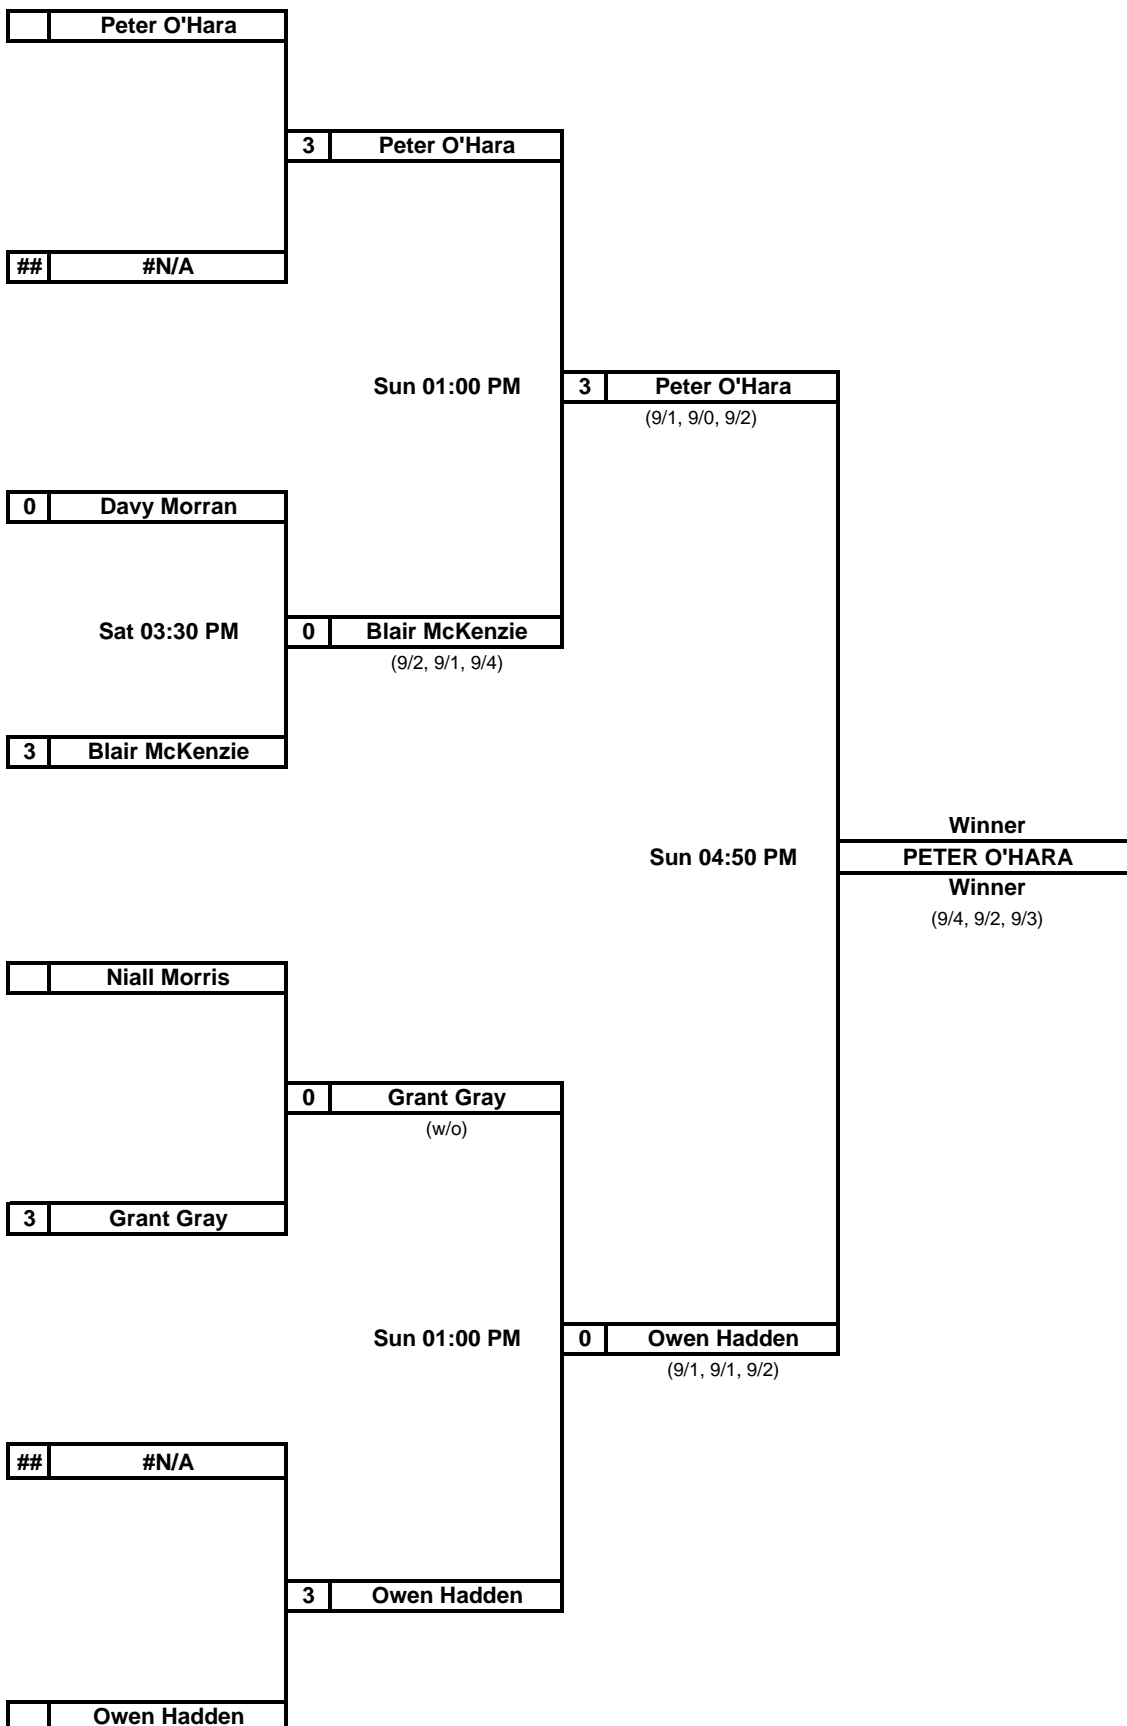 Peter O'Hara
3 Peter O'Hara
## #N/A
Sun 01:00 PM
3 Peter O'Hara
(9/1, 9/0, 9/2)
0 Davy Morran
Sat 03:30 PM
0 Blair McKenzie
(9/2, 9/1, 9/4)
3 Blair McKenzie
Winner
Sun 04:50 PM
PETER O'HARA
Winner
(9/4, 9/2, 9/3)
Niall Morris
0 Grant Gray
(w/o)
3 Grant Gray
Sun 01:00 PM
0 Owen Hadden
(9/1, 9/1, 9/2)
## #N/A
3 Owen Hadden
Owen Hadden